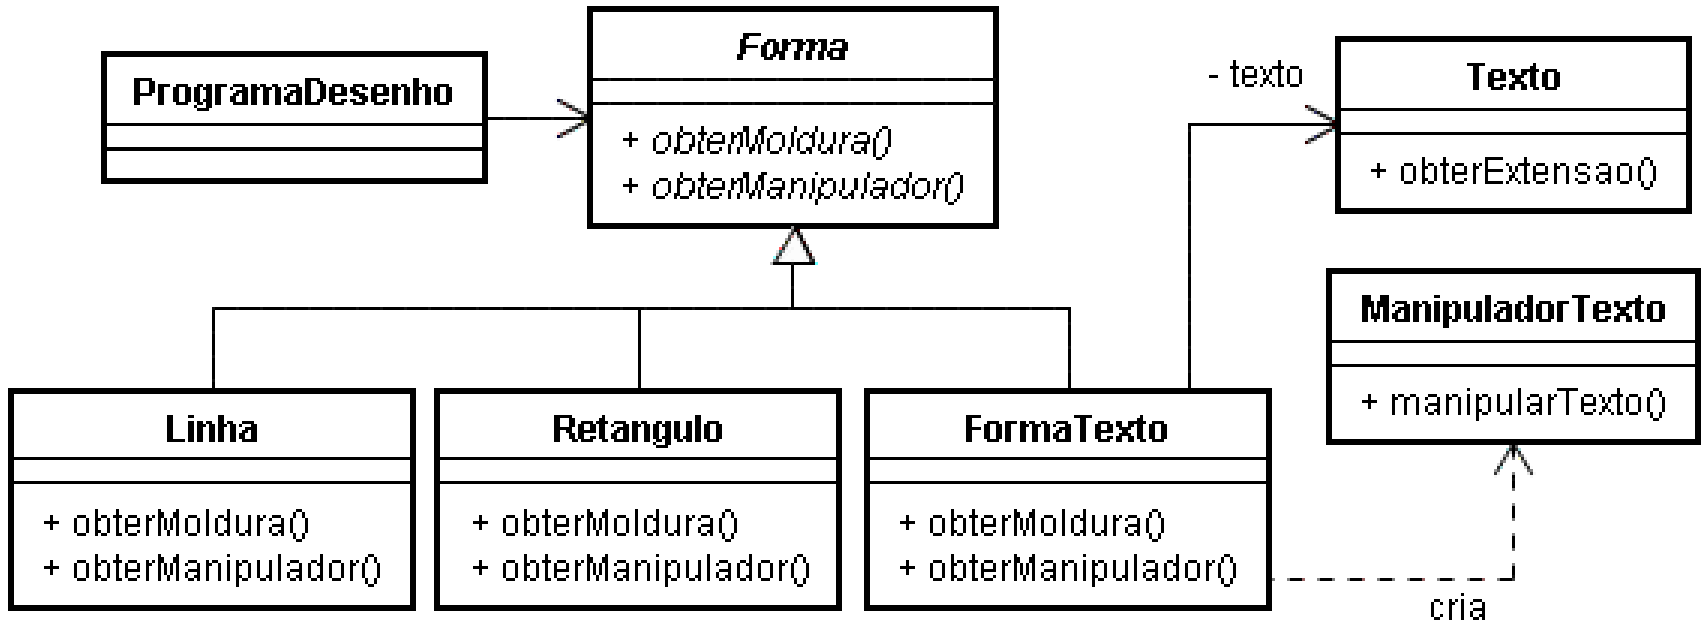 ProgramaDesenho
Forma
+ obterMoldura()
+ obterManipulador()
- texto
Texto
+ obterExtensao()
ManipuladorTexto
+ manipularTexto()
Linha
+ obterMoldura()
+ obterManipulador()
Retangulo
+ obterMoldura()
+ obterManipulador()
FormaTexto
+ obterMoldura()
+ obterManipulador()
cria